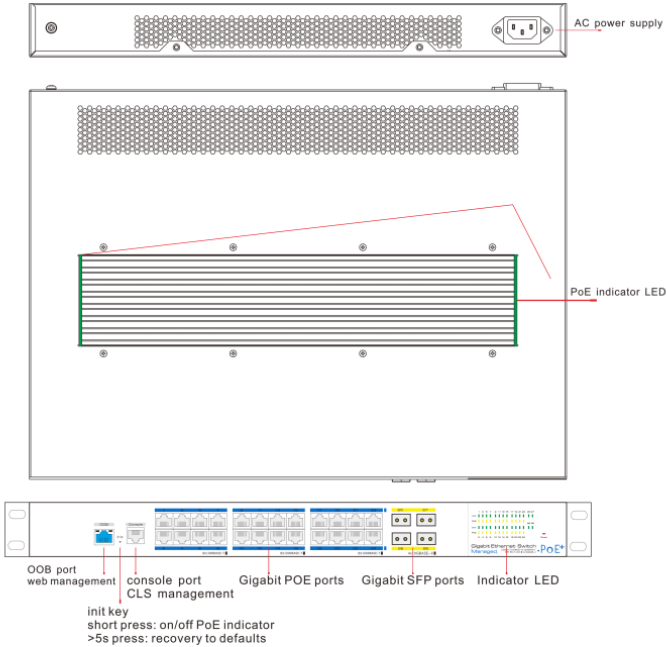 AC power supply
PoE indicator LED
Console
Gigabit Ethernet Switch
Managed
PoE+
OOB port
web management
console port
CLS management
Gigabit POE ports
Gigabit SFP ports
Indicator LED
init key
short press: on/off PoE indicator
>5s press: recovery to defaults